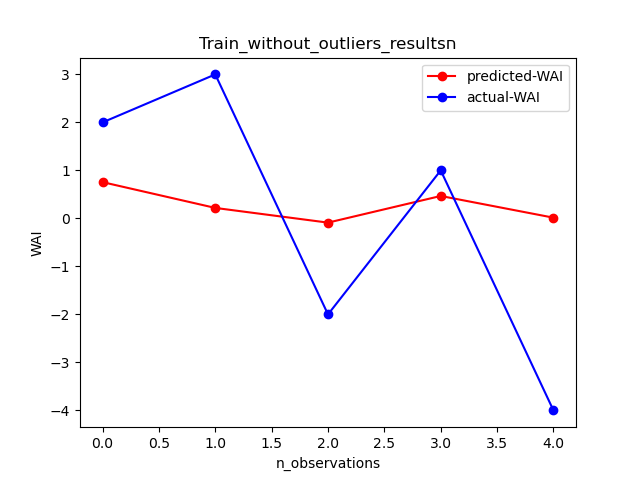 Train_without_outliers_resultsn
predicted-WAI
actual-WAI
3
2
1
0
−1
−2
−3
−4
WAI
0.0 0.5 1.0 1.5 2.0 2.5 3.0 3.5 4.0
n_observations